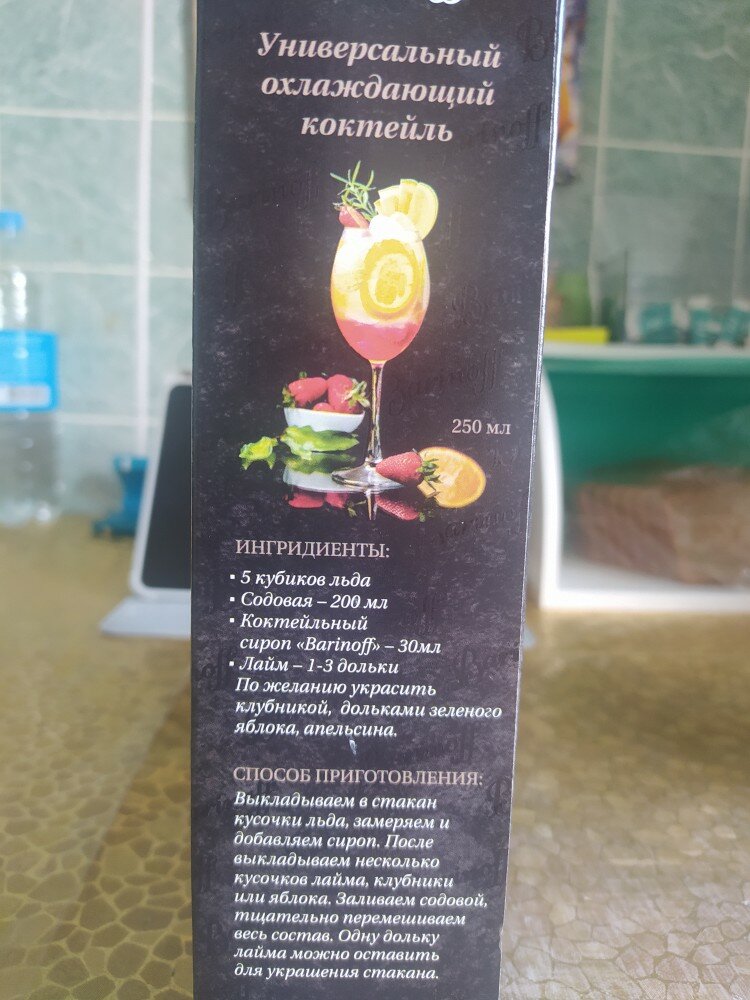 Универсальный
охлаждающий
коктейль
250 мл
ИНГРИДИЕНТЫ:
▪ 5 кубиков льда
▪ Содовая – 200 мл
▪ Коктейльный
сироп «Barinoff» – 30мл
▪ Лайм – 1-3 дольки
По желанию украсить
клубникой, дольками зеленого
яблока, апельсина.
СПОСОБ ПРИГОТОВЛЕНИЯ:
Выкладываем в стакан
кусочки льда, замеряем и
добавляем сироп. После
выкладываем несколько
кусочков лайма, клубники
или яблока. Заливаем содовой,
тщательно перемешиваем
весь состав. Одну дольку
лайма можно оставить
для украшения стакана.